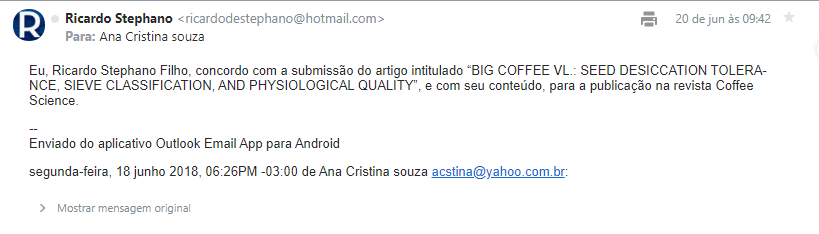 R
Ricardo Stephano <ricardodestephano@hotmail.com>
20 de jun às 09:42
Para: Ana Cristina souza
Eu, Ricardo Stephano Filho, concordo com a submissão do artigo intitulado “BIG COFFEE VL.: SEED DESICCATION TOLERA-
NCE, SIEVE CLASSIFICATION, AND PHYSIOLOGICAL QUALITY”, e com seu conteúdo, para a publicação na revista Coffee
Science.
--
Enviado do aplicativo Outlook Email App para Android
segunda-feira, 18 junho 2018, 06:26PM -03:00 de Ana Cristina souza acstina@yahoo.com.br:
Mostrar mensagem original